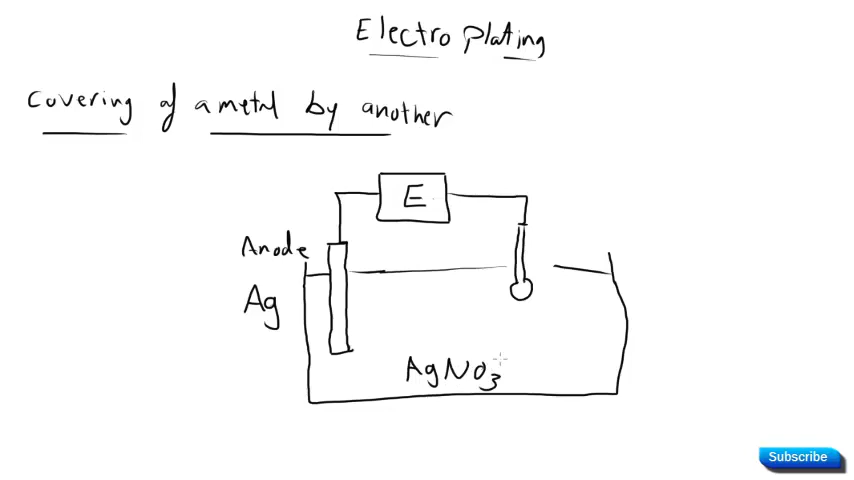 Electro Plating
Covering of a metal by another
E
Anode
Ag
AgNO3
Subscribe